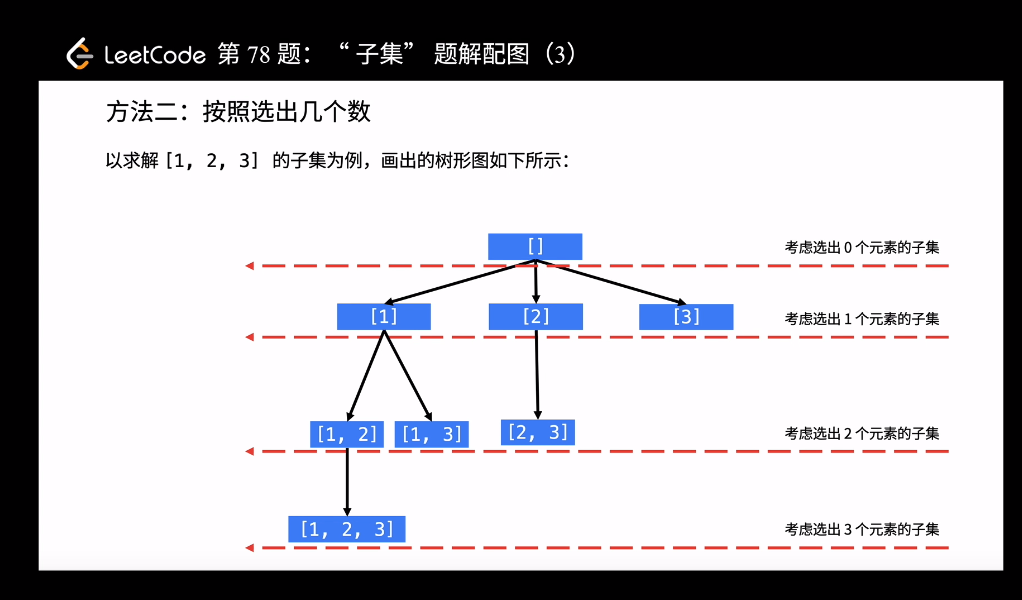 LeetCode 第 78 题：“子集” 题解配图（3）
方法二：按照选出几个数
以求解 [1, 2, 3] 的子集为例，画出的树形图如下所示：
[]
考虑选出 0 个元素的子集
[1]
[2]
[3]
考虑选出 1 个元素的子集
[1, 2]
[1, 3]
[2, 3]
考虑选出 2 个元素的子集
[1, 2, 3]
考虑选出 3 个元素的子集